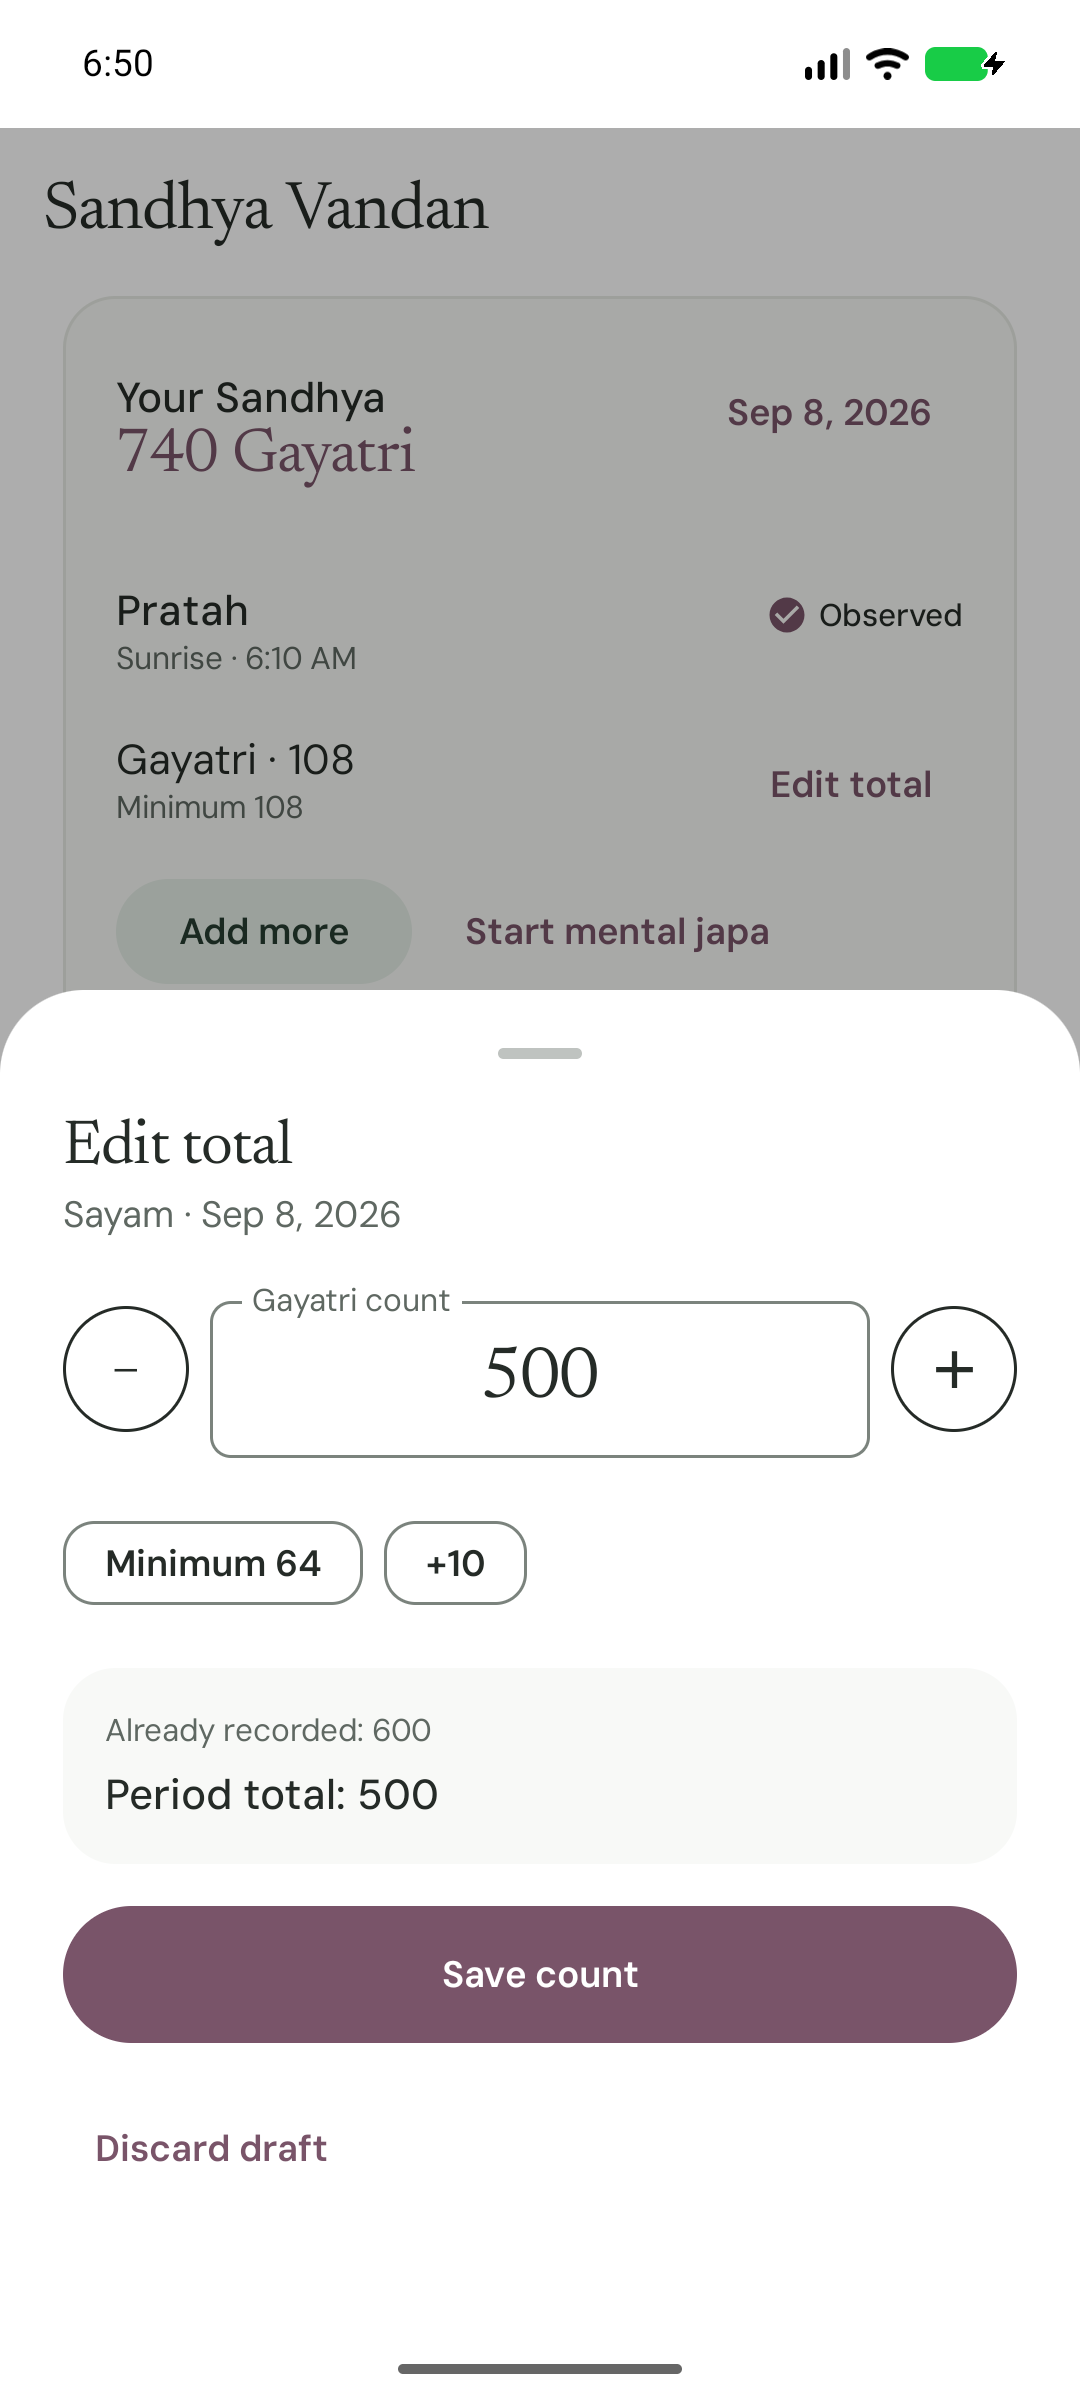 6:50
Sandhya Vandan
Your Sandhya
740 Gayatri
Sep 8, 2026
Pratah
Sunrise · 6:10 AM
Observed
Gayatri · 108
Minimum 108
Edit total
Add more
Start mental japa
Edit total
Sayam · Sep 8, 2026
Gayatri count
−
500
+
Minimum 64
+10
Already recorded: 600
Period total: 500
Save count
Discard draft